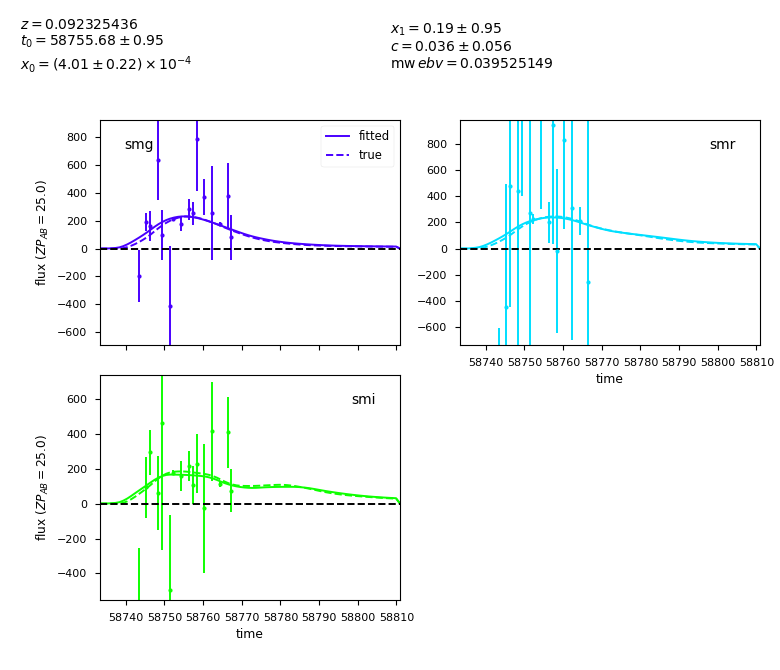 z = 0.092325436
t₀ = 58755.68 ± 0.95
x₀ = (4.01 ± 0.22) × 10⁻⁴
x₁ = 0.19 ± 0.95
c = 0.036 ± 0.056
mw ebv = 0.039525149
smg
fitted
true
800
600
400
200
0
−200
−400
−600
flux (ZP_AB = 25.0)
smr
800
600
400
200
0
−200
−400
−600
58740 58750 58760 58770 58780 58790 58800 58810
time
smi
600
400
200
0
−200
−400
flux (ZP_AB = 25.0)
58740 58750 58760 58770 58780 58790 58800 58810
time